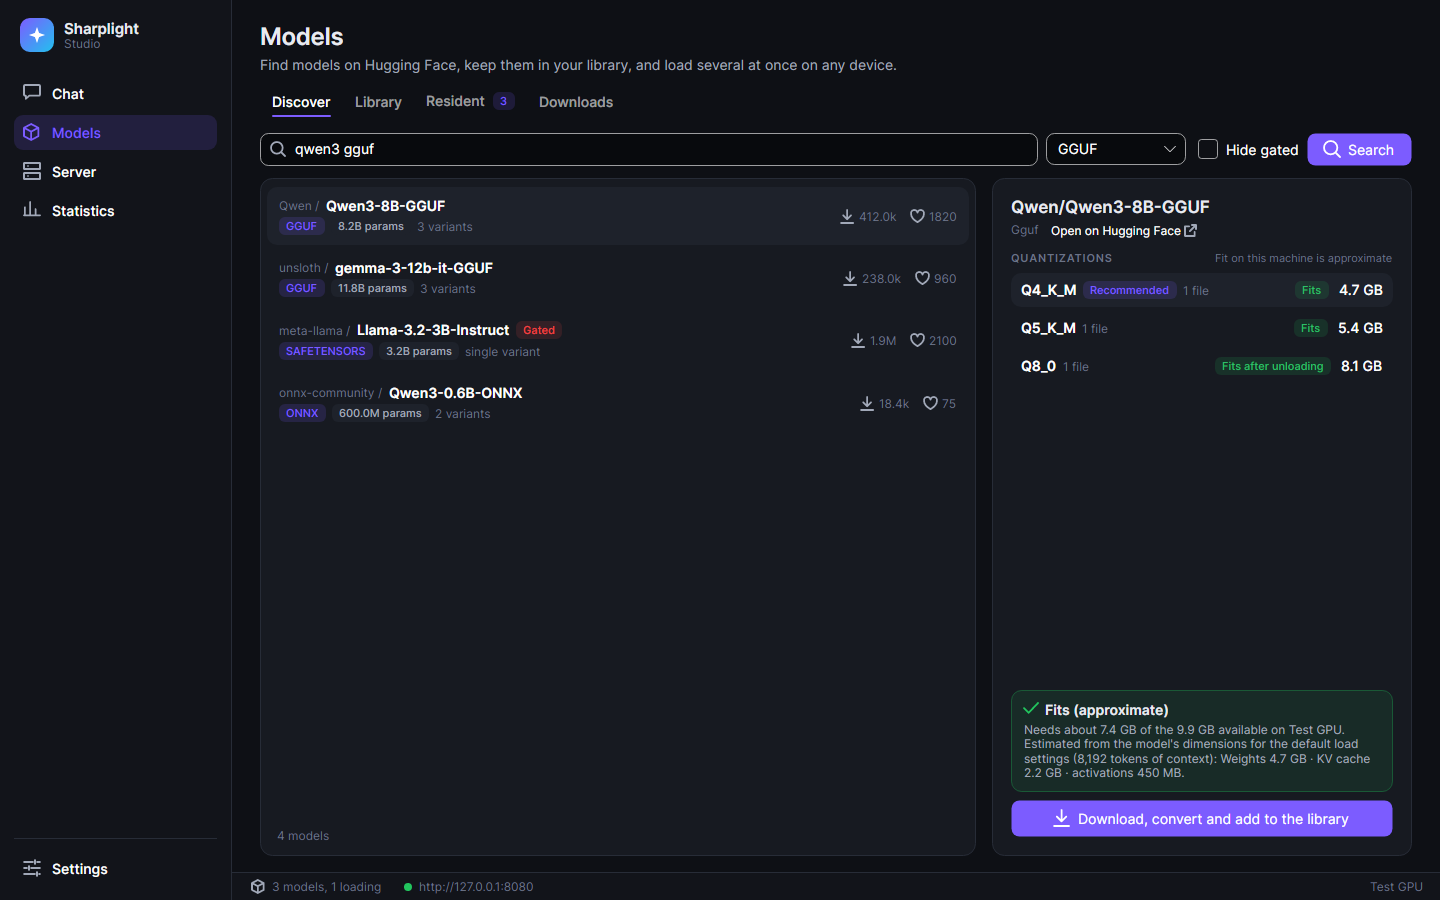 Sharplight
Studio
Chat
Models
Server
Statistics
Settings
Models
Find models on Hugging Face, keep them in your library, and load several at once on any device.
Discover Library Resident 3 Downloads
qwen3 gguf GGUF Hide gated Search
Qwen / Qwen3-8B-GGUF
GGUF 8.2B params 3 variants 412.0k 1820
unsloth / gemma-3-12b-it-GGUF
GGUF 11.8B params 3 variants 238.0k 960
meta-llama / Llama-3.2-3B-Instruct Gated
SAFETENSORS 3.2B params single variant 1.9M 2100
onnx-community / Qwen3-0.6B-ONNX
ONNX 600.0M params 2 variants 18.4k 75
4 models
Qwen/Qwen3-8B-GGUF
Gguf Open on Hugging Face
QUANTIZATIONS Fit on this machine is approximate
Q4_K_M Recommended 1 file Fits 4.7 GB
Q5_K_M 1 file Fits 5.4 GB
Q8_0 1 file Fits after unloading 8.1 GB
Fits (approximate)
Needs about 7.4 GB of the 9.9 GB available on Test GPU.
Estimated from the model's dimensions for the default load
settings (8,192 tokens of context): Weights 4.7 GB · KV cache
2.2 GB · activations 450 MB.
Download, convert and add to the library
3 models, 1 loading http://127.0.0.1:8080 Test GPU